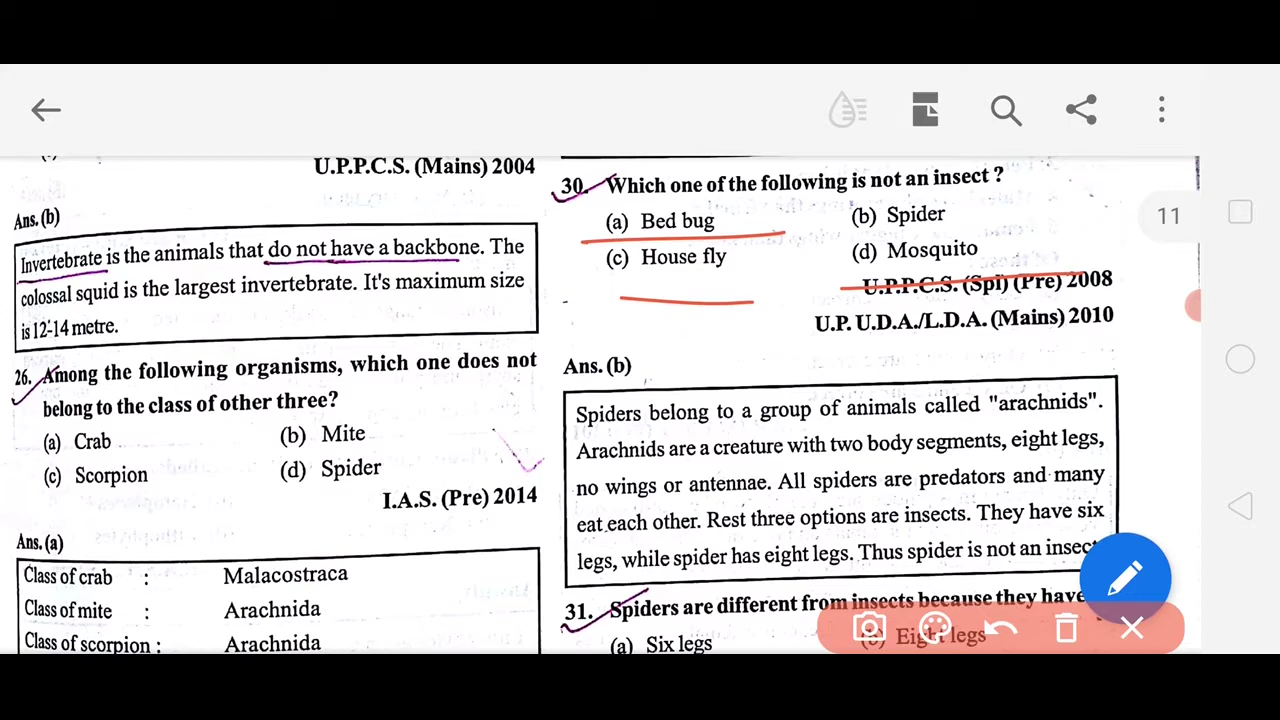 11
U.P.P.C.S. (Mains) 2004
Ans. (b)
Invertebrate is the animals that do not have a backbone. The
colossal squid is the largest invertebrate. It's maximum size
is 12-14 metre.
26. Among the following organisms, which one does not
belong to the class of other three?
(a) Crab (b) Mite
(c) Scorpion (d) Spider
I.A.S. (Pre) 2014
Ans. (a)
Class of crab : Malacostraca
Class of mite : Arachnida
Class of scorpion : Arachnida
30. Which one of the following is not an insect ?
(a) Bed bug (b) Spider
(c) House fly (d) Mosquito
U.P.P.C.S. (Spl) (Pre) 2008
U.P. U.D.A./L.D.A. (Mains) 2010
Ans. (b)
Spiders belong to a group of animals called "arachnids".
Arachnids are a creature with two body segments, eight legs,
no wings or antennae. All spiders are predators and many
eat each other. Rest three options are insects. They have six
legs, while spider has eight legs. Thus spider is not an insect
31. Spiders are different from insects because they have
(a) Six legs (b) Eight legs